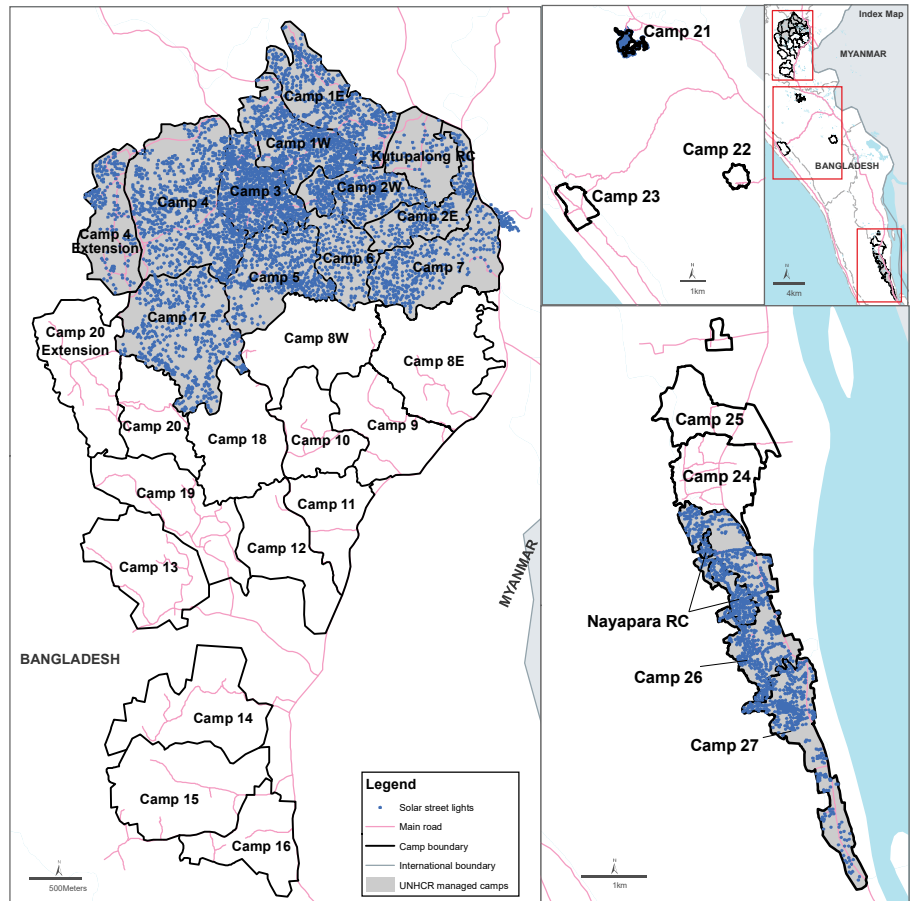 Camp 1E
Camp 1W
Kutupalong RC
Camp 3
Camp 2W
Camp 4
Camp 2E
Camp 4
Extension
Camp 6
Camp 7
Camp 5
Camp 17
Camp 20
Extension
Camp 8W
Camp 8E
Camp 20
Camp 18
Camp 10
Camp 9
Camp 19
Camp 11
Camp 12
Camp 13
MYANMAR
BANGLADESH
Camp 14
Camp 15
Camp 16
N
500Meters
Legend
Solar street lights
Main road
Camp boundary
International boundary
UNHCR managed camps
Camp 21
Camp 22
Camp 23
N
1km
Index Map
MYANMAR
BANGLADESH
N
4km
Camp 25
Camp 24
Nayapara RC
Camp 26
Camp 27
N
1km